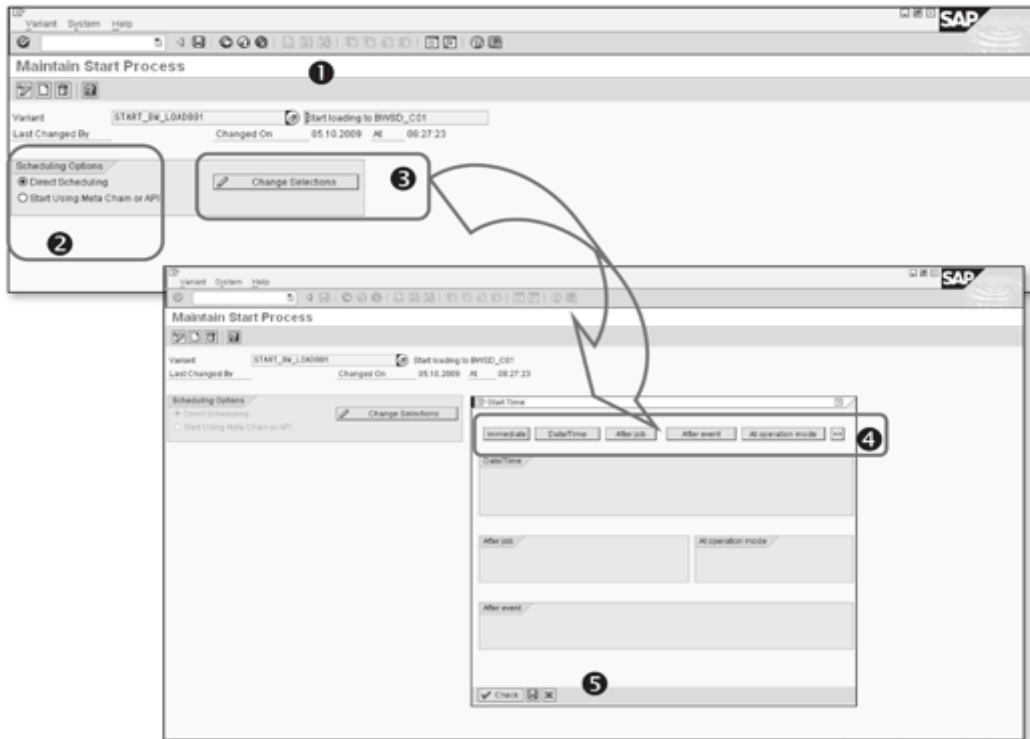 Variant System Help
SAP
Maintain Start Process
❶
Variant START_BW_LOAD001 Start loading to BWSD_C01
Last Changed By Changed On 05.10.2009 At 08:27:23
Scheduling Options
Direct Scheduling
Start Using Meta Chain or API
Change Selections
❸
❷
Variant System Help
SAP
Maintain Start Process
Variant START_BW_LOAD001 Start loading to BWSD_C01
Last Changed By Changed On 05.10.2009 At 08:27:23
Scheduling Options
Direct Scheduling
Start Using Meta Chain or API
Change Selections
Start Time
Immediate Date/Time After job After event At operation mode >>
❹
Date/Time
After job At operation mode
After event
Check
❺